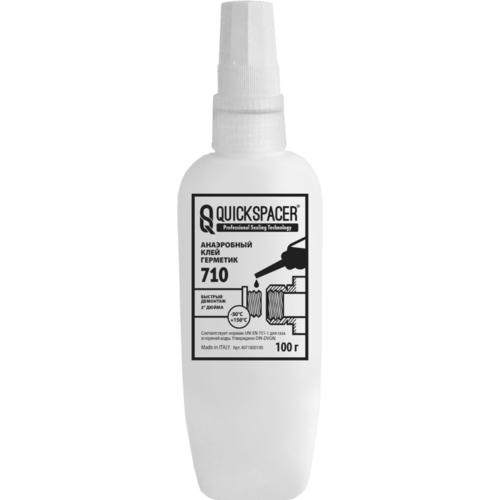 QUICKSPACER®
Professional Sealing Technology
АНАЭРОБНЫЙ
КЛЕЙ
ГЕРМЕТИК
710
БЫСТРЫЙ
ДЕМОНТАЖ
2" ДЮЙМА
-50°C
+150°C
Соответствует нормам UNI EN-751-1 для газа
и горячей воды. Утверждено DIN-DVGW.
Made in ITALY. Арт.
100 г